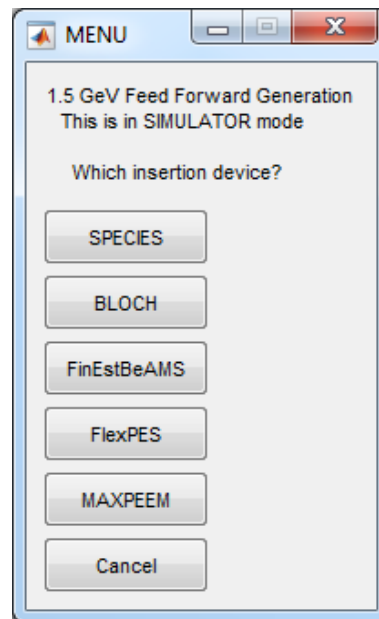 MENU
1.5 GeV Feed Forward Generation
This is in SIMULATOR mode
Which insertion device?
SPECIES
BLOCH
FinEstBeAMS
FlexPES
MAXPEEM
Cancel